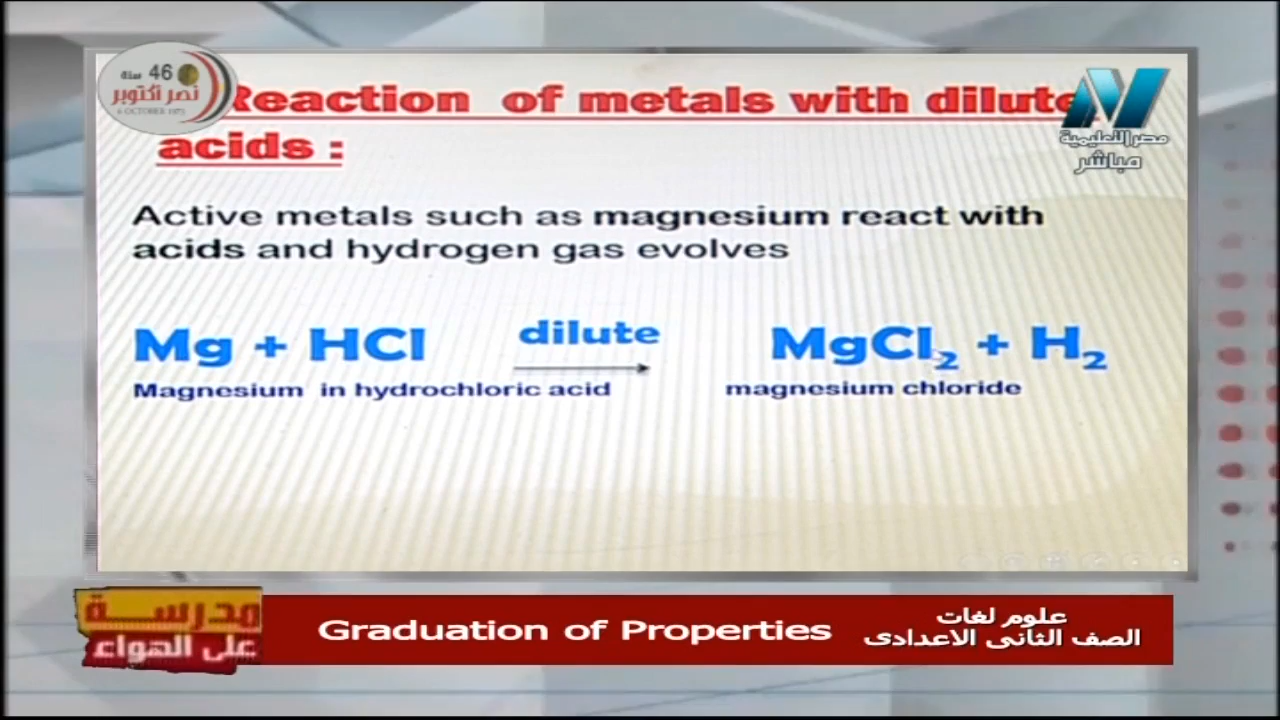 46 سنة
نصر أكتوبر
6 OCTOBER 1973
Reaction of metals with dilute
acids :
مصر التعليمية
مباشر
Active metals such as magnesium react with
acids and hydrogen gas evolves
Mg + HCl dilute MgCl2 + H2
Magnesium in hydrochloric acid magnesium chloride
مدرسة
على الهواء
Graduation of Properties
علوم لغات
الصف الثانى الاعدادى